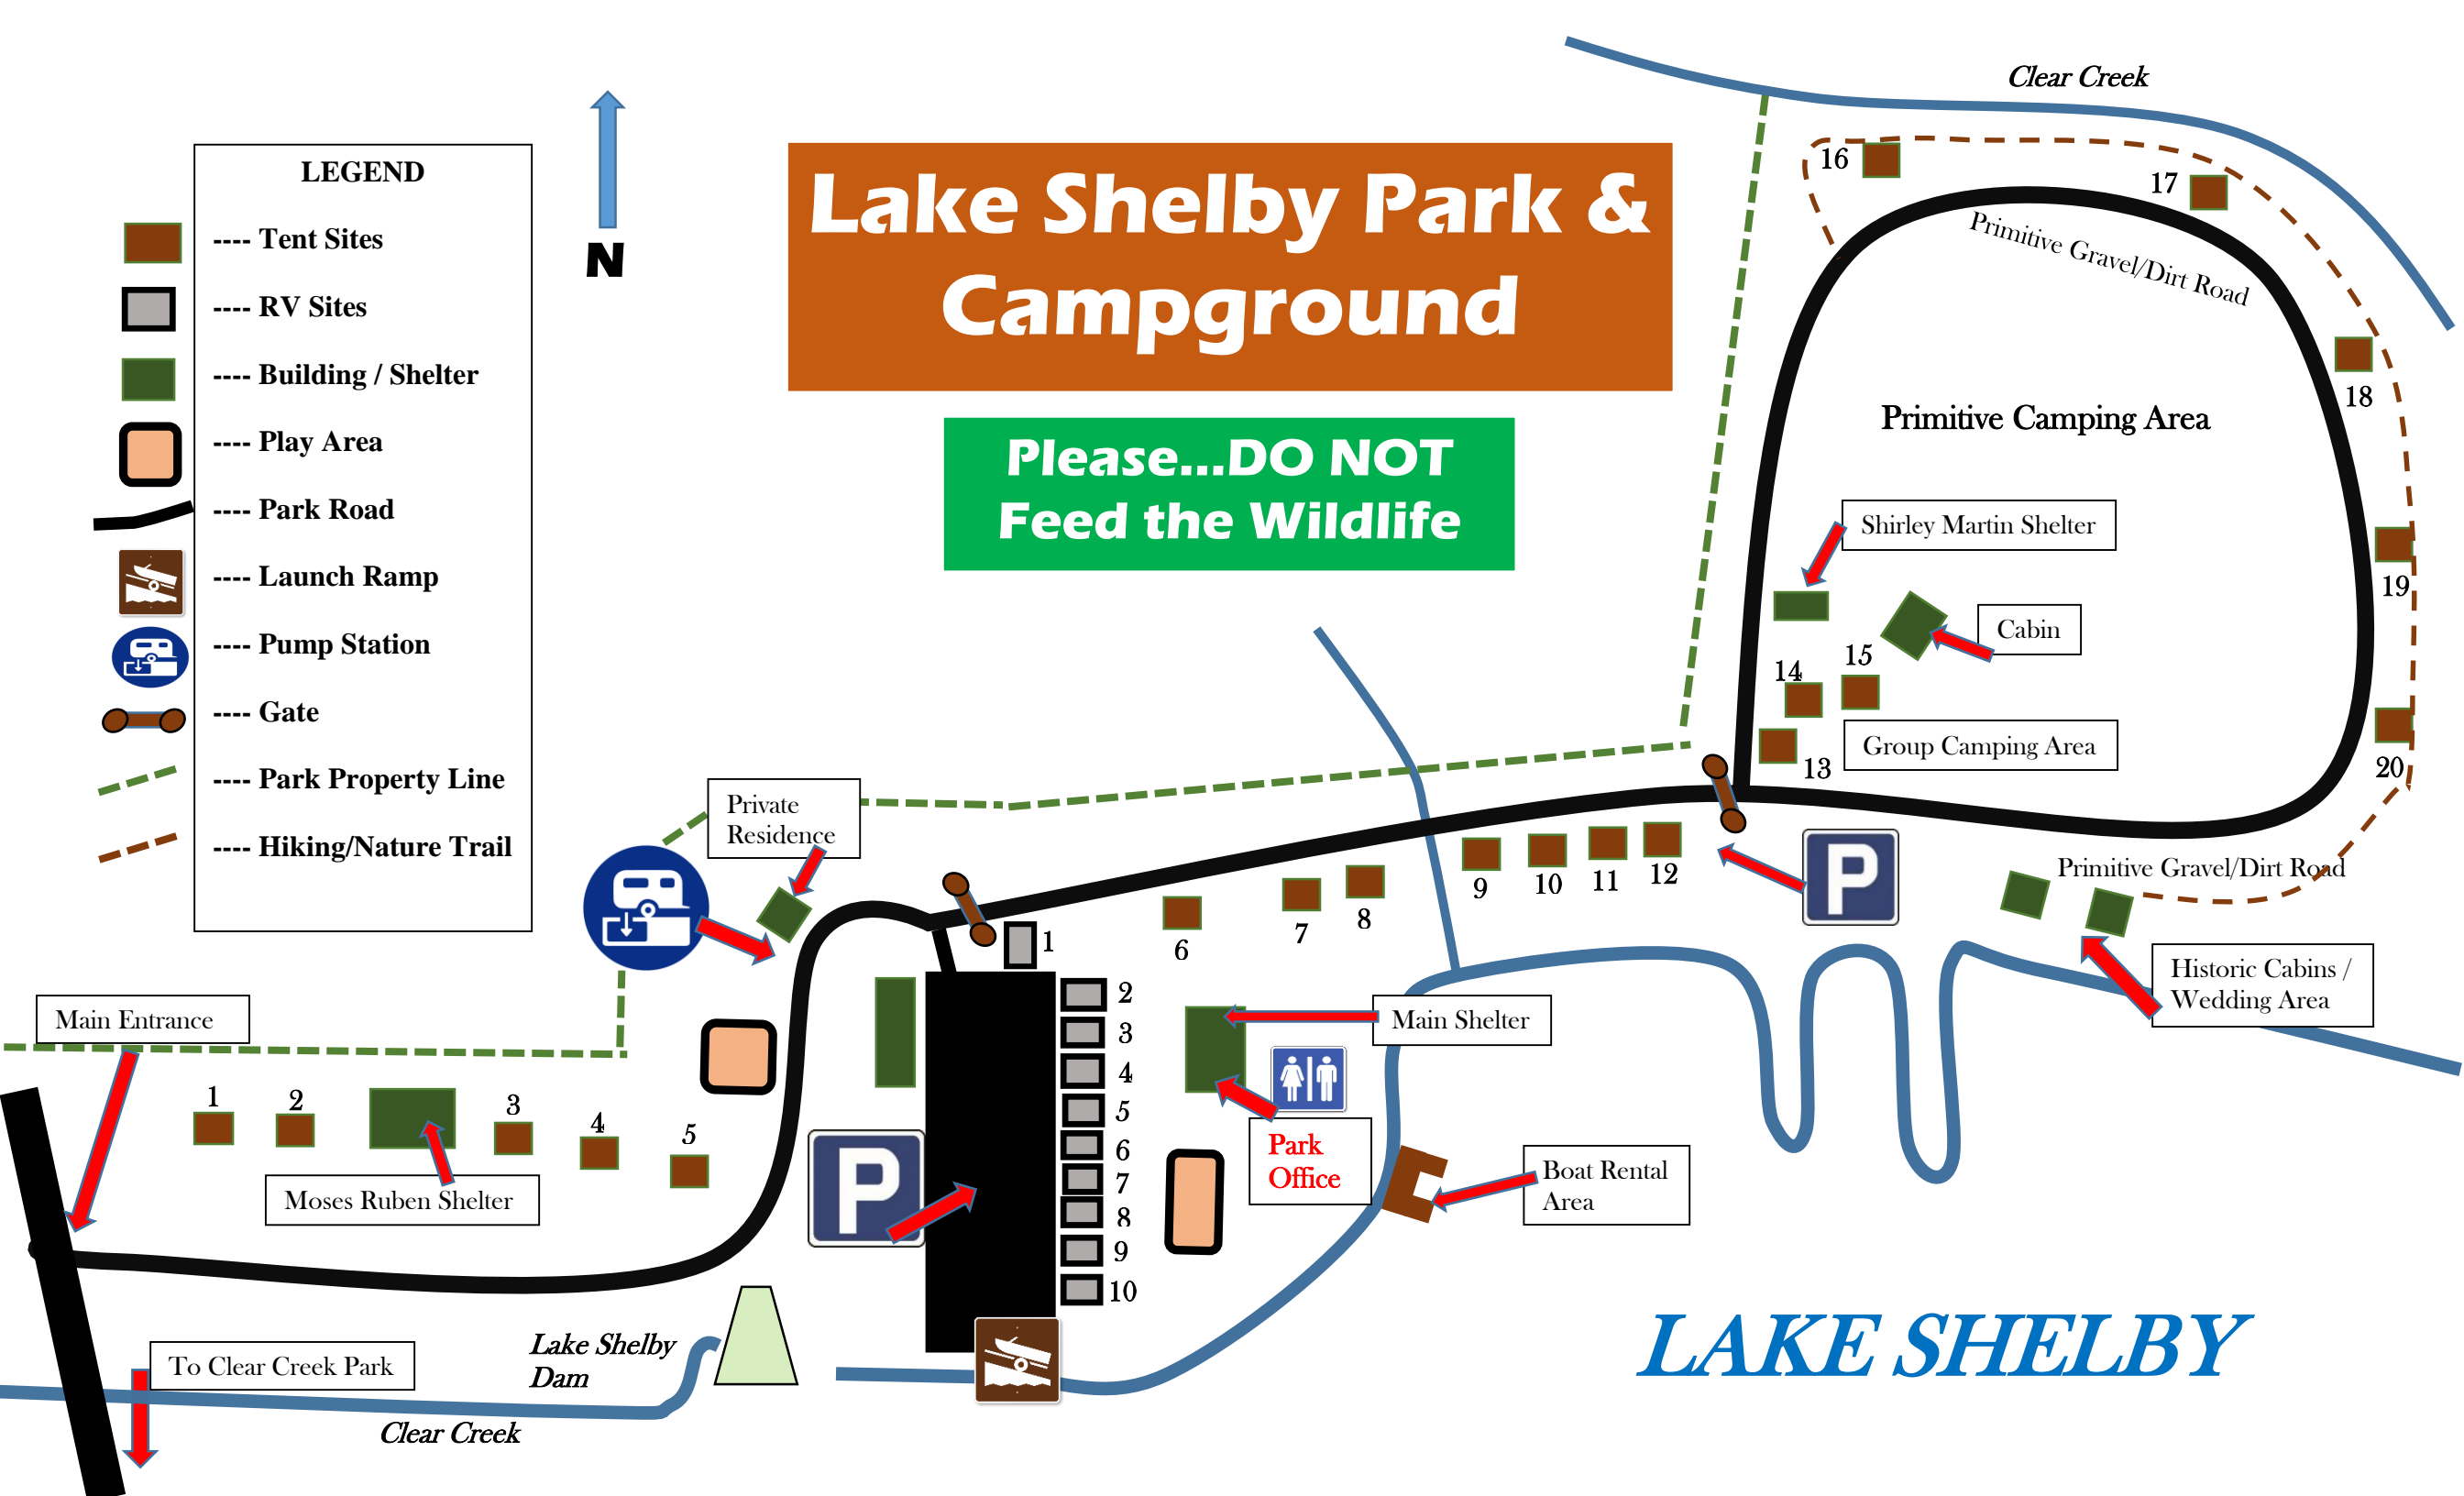 Clear Creek
LEGEND
---- Tent Sites
---- RV Sites
---- Building / Shelter
---- Play Area
---- Park Road
---- Launch Ramp
---- Pump Station
---- Gate
---- Park Property Line
---- Hiking/Nature Trail
N
Lake Shelby Park &
Campground
Please...DO NOT
Feed the Wildlife
16
17
Primitive Gravel/Dirt Road
18
Primitive Camping Area
Shirley Martin Shelter
19
Cabin
15
14
Group Camping Area
13
20
Private
Residence
P
Primitive Gravel/Dirt Road
9
10
11
12
6
7
8
Historic Cabins /
Wedding Area
Main Entrance
1
2
3
4
5
6
7
8
9
10
Main Shelter
Park
Office
Boat Rental
Area
1
2
3
4
5
Moses Ruben Shelter
P
To Clear Creek Park
Lake Shelby
Dam
Clear Creek
LAKE SHELBY